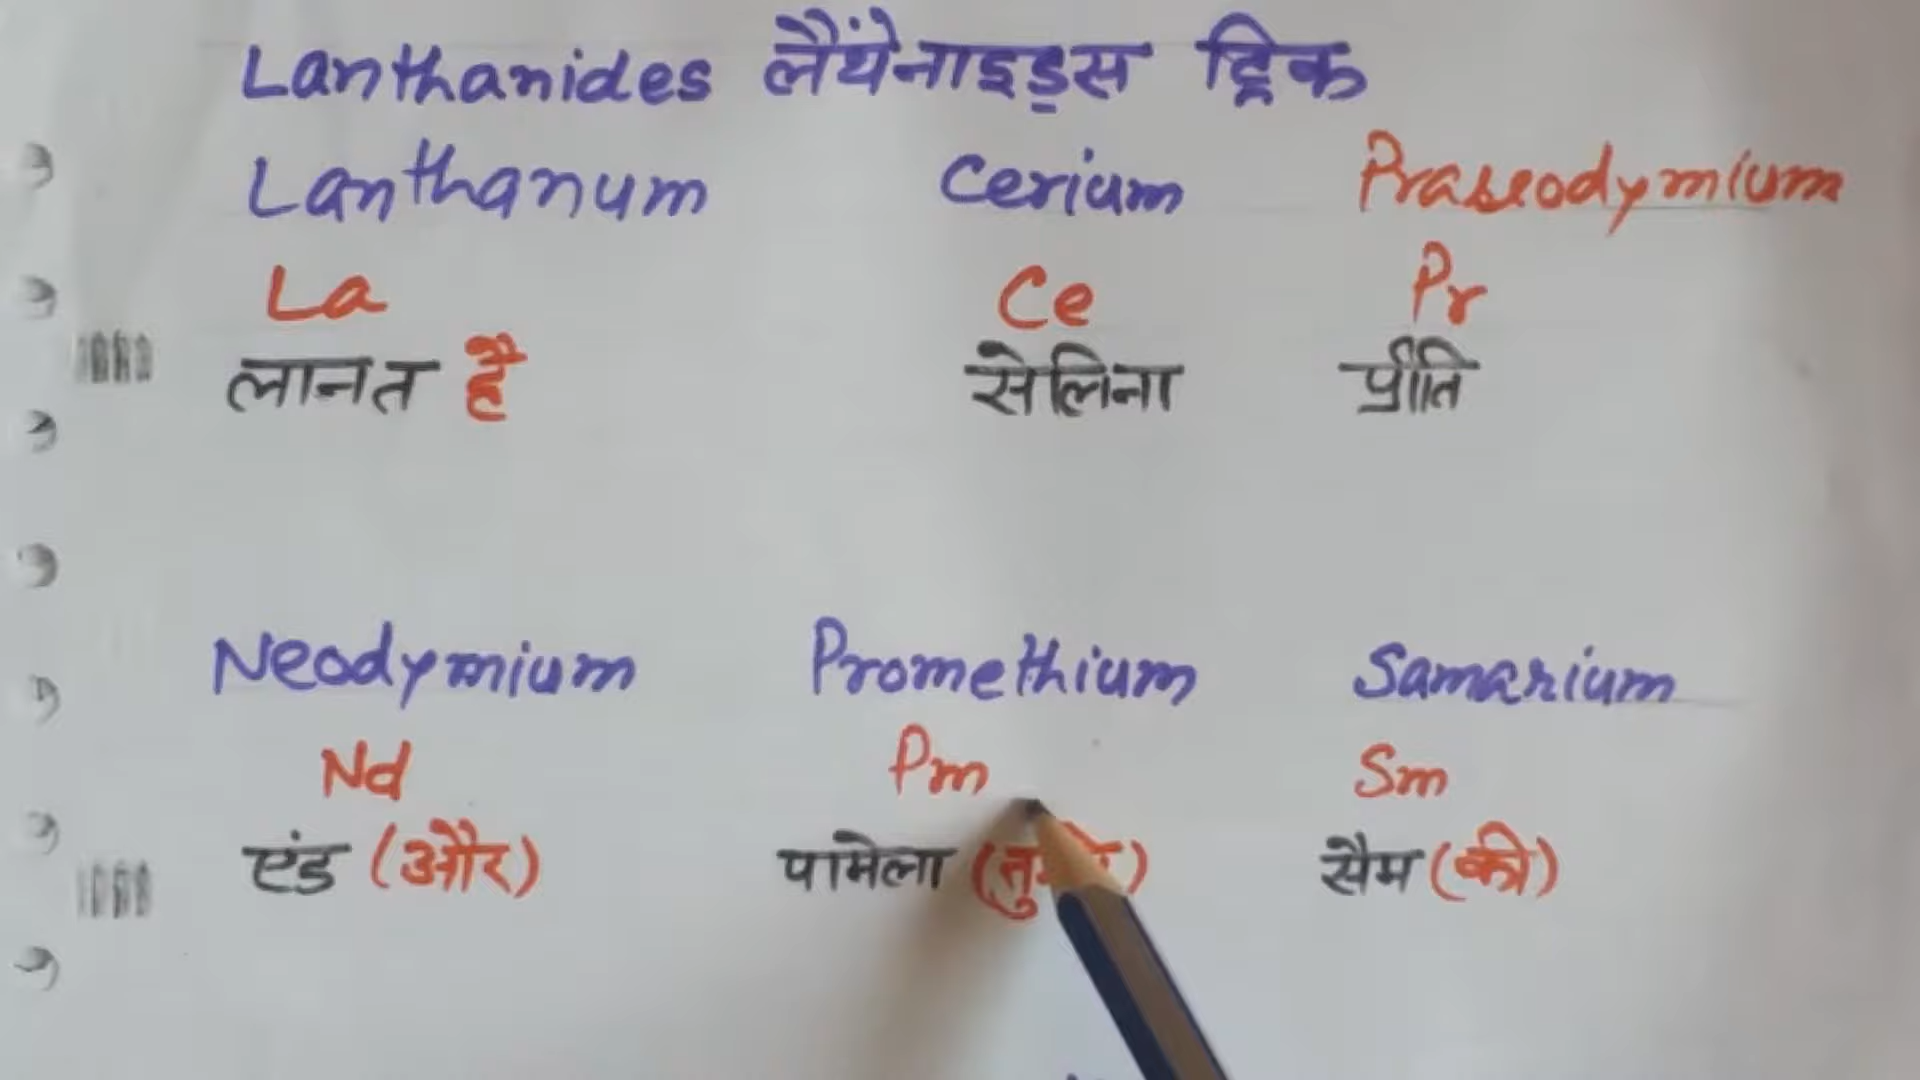 Lanthanides लैंथेनाइड्स ट्रिक
Lanthanum Cerium Praseodymium
La Ce Pr
लानत है सेलिना प्रीति
Neodymium Promethium Samarium
Nd Pm Sm
एंड (और) पामेला सैम (की)